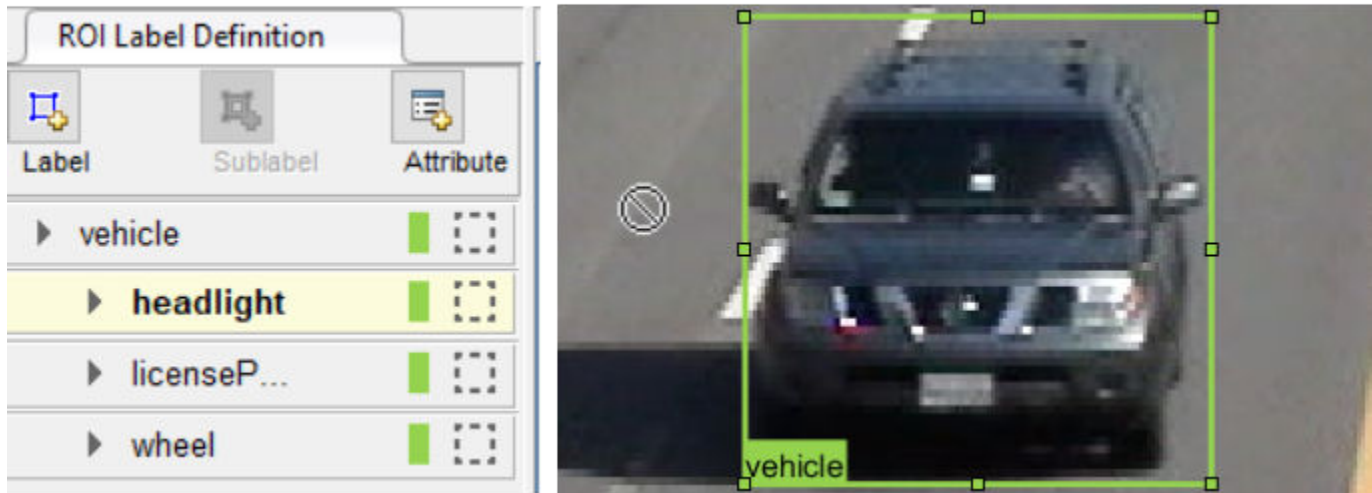 ROI Label Definition
Label Sublabel Attribute
vehicle
headlight
licenseP...
wheel
vehicle